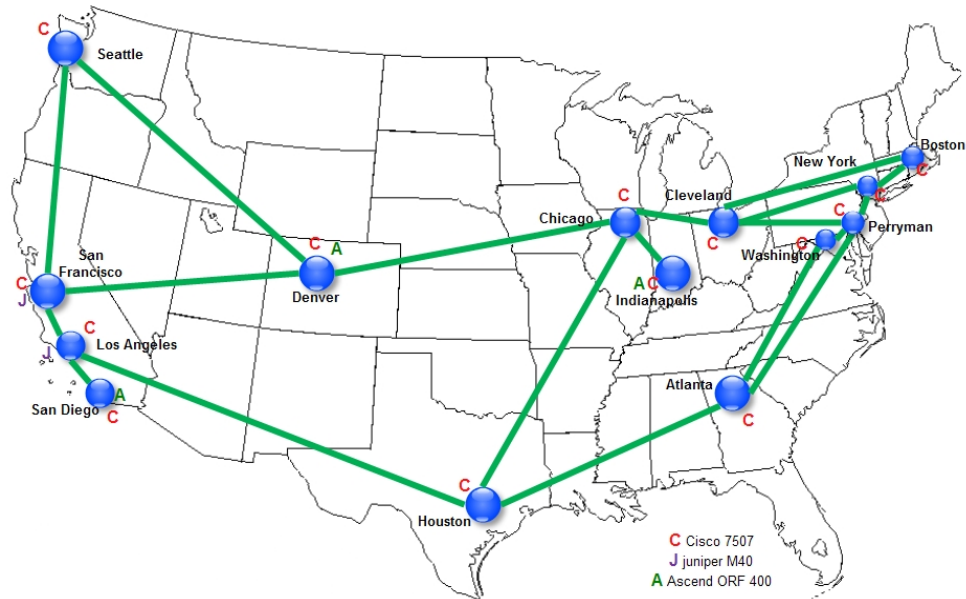 C
Seattle
Boston
C
New York
C
Cleveland
C
C
Chicago
C
C
Perryman
C
Washington
San
Francisco
C
J
C
A
Denver
A C
Indianapolis
C
Los Angeles
J
San Diego
A
C
Atlanta
C
C
Houston
C Cisco 7507
J juniper M40
A Ascend ORF 400